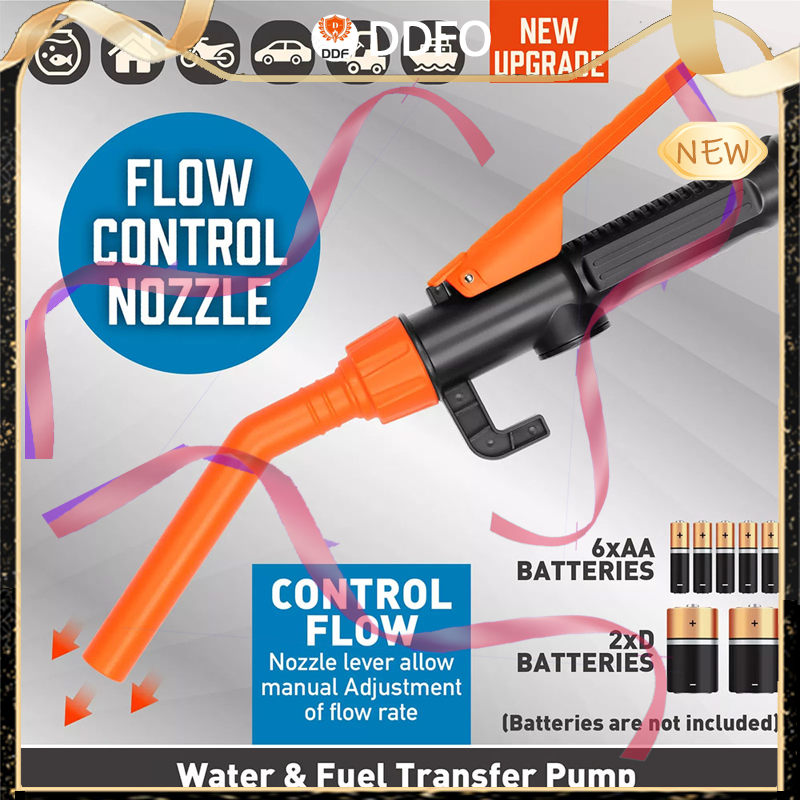 DDFO
D
DDF
NEW
UPGRADE
NEW
FLOW
CONTROL
NOZZLE
6xAA
BATTERIES
2xD
BATTERIES
(Batteries are not included)
CONTROL
FLOW
Nozzle lever allow
manual Adjustment
of flow rate
Water & Fuel Transfer Pump